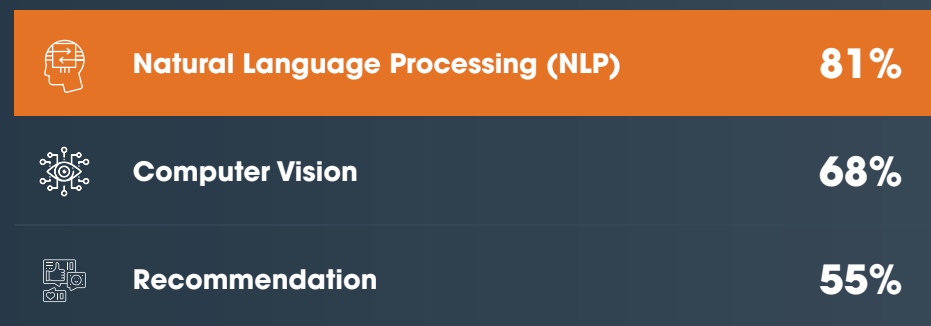 Natural Language Processing (NLP) 81%
Computer Vision 68%
Recommendation 55%